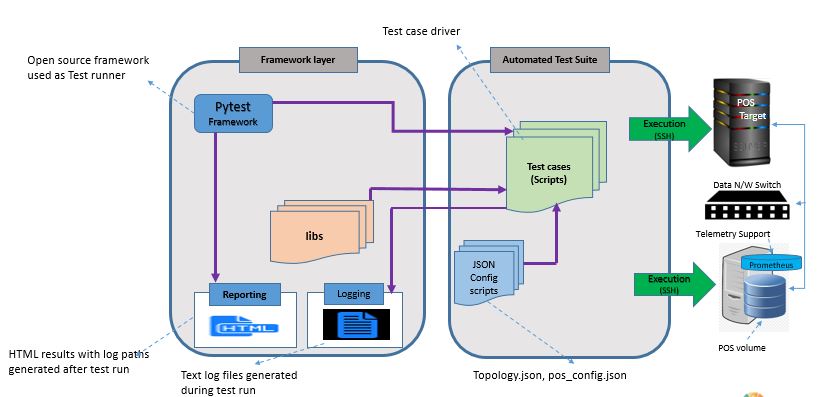 Test case driver
Open source framework
used as Test runner
Framework layer
Automated Test Suite
Pytest
Framework
POS
Target
Execution
(SSH)
Test cases
(Scripts)
Data N/W Switch
libs
Telemetry Support
Prometheus
JSON
Config
scripts
Execution
(SSH)
Reporting
Logging
HTML
POS volume
HTML results with log paths
generated after test run
Text log files generated
during test run
Topology.json, pos_config.json